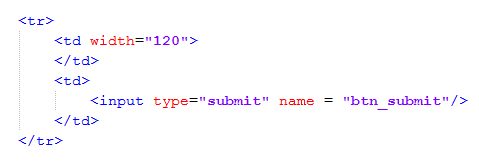 <tr>
<td width="120">
</td>
<td>
<input type="submit" name = "btn_submit"/>
</td>
</tr>